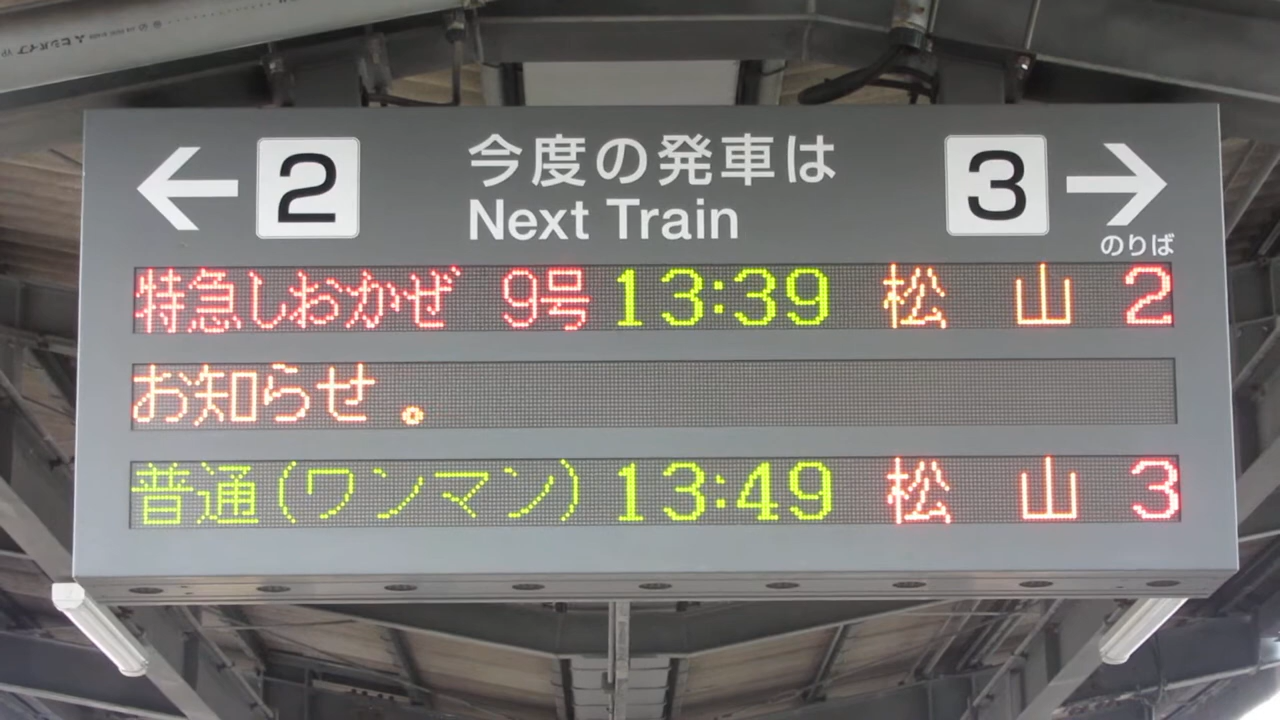 ← 2 今度の発車は 3 →
Next Train
のりば
特急しおかぜ 9号 13:39 松山 2
お知らせ。
普通(ワンマン) 13:49 松山 3